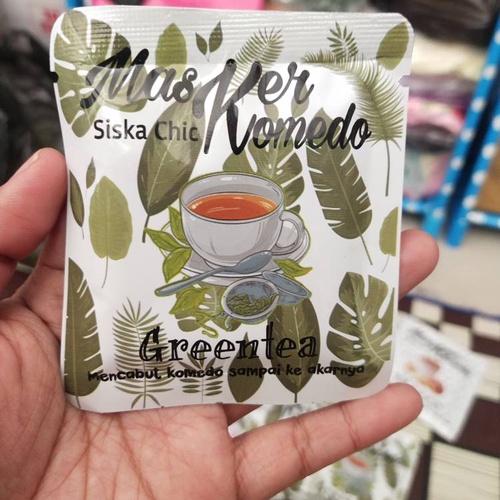 Masker
Siska Chic Komedo
Greentea
Mencabut komedo sampai ke akarnya